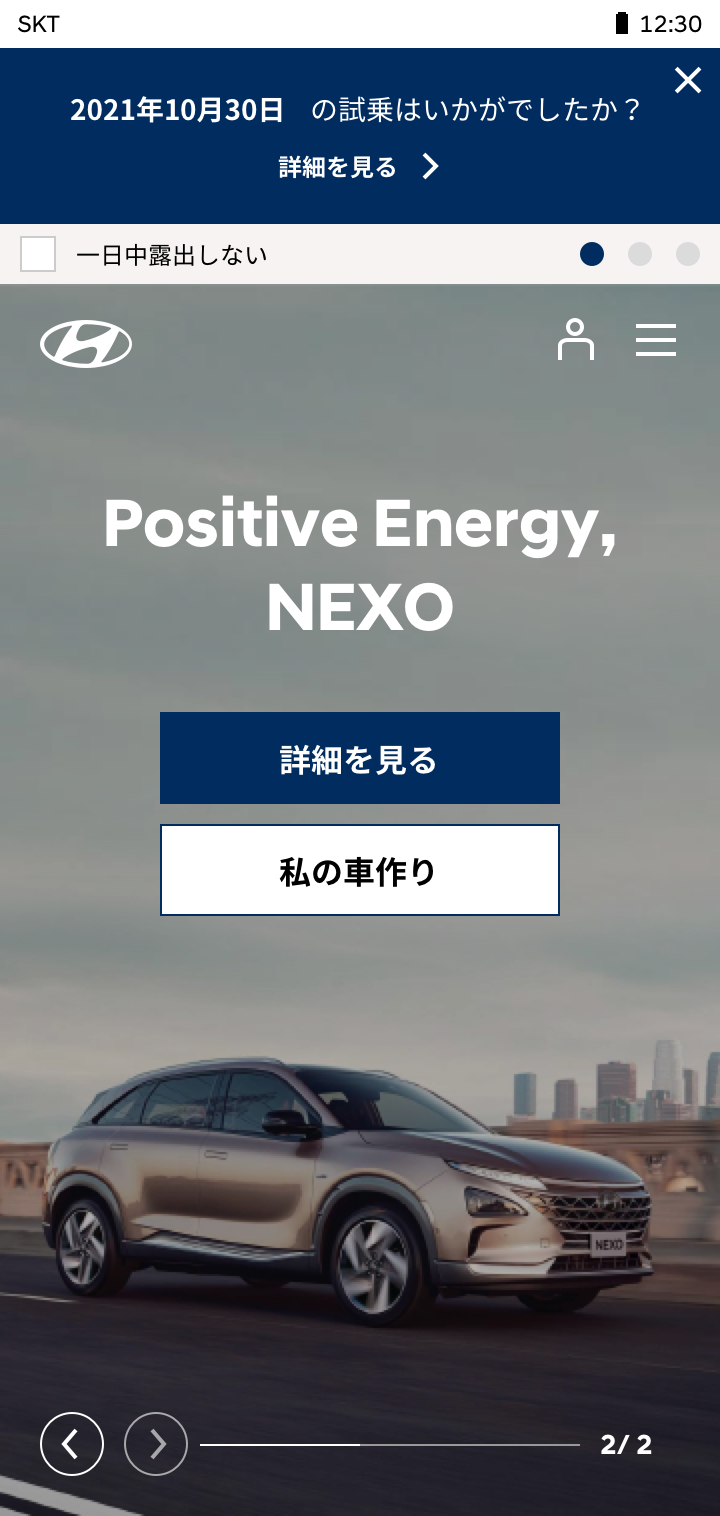 SKT 12:30
2021年10月30日 の試乗はいかがでしたか？
詳細を見る
一日中露出しない
Positive Energy,
NEXO
詳細を見る
私の車作り
NEXO
2/ 2